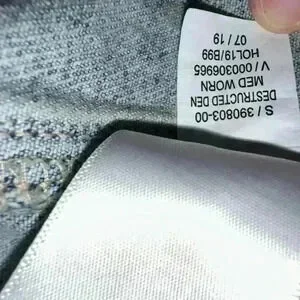 S / 390803-00
DESTRUCTED DEN
MED WORN
V / 000306965
HOL19/B99
07 / 19